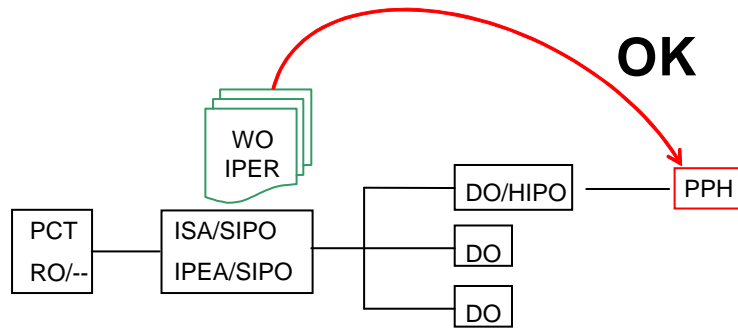 OK
WO
IPER
DO/HIPO
PPH
PCT
RO/--
ISA/SIPO
IPEA/SIPO
DO
DO